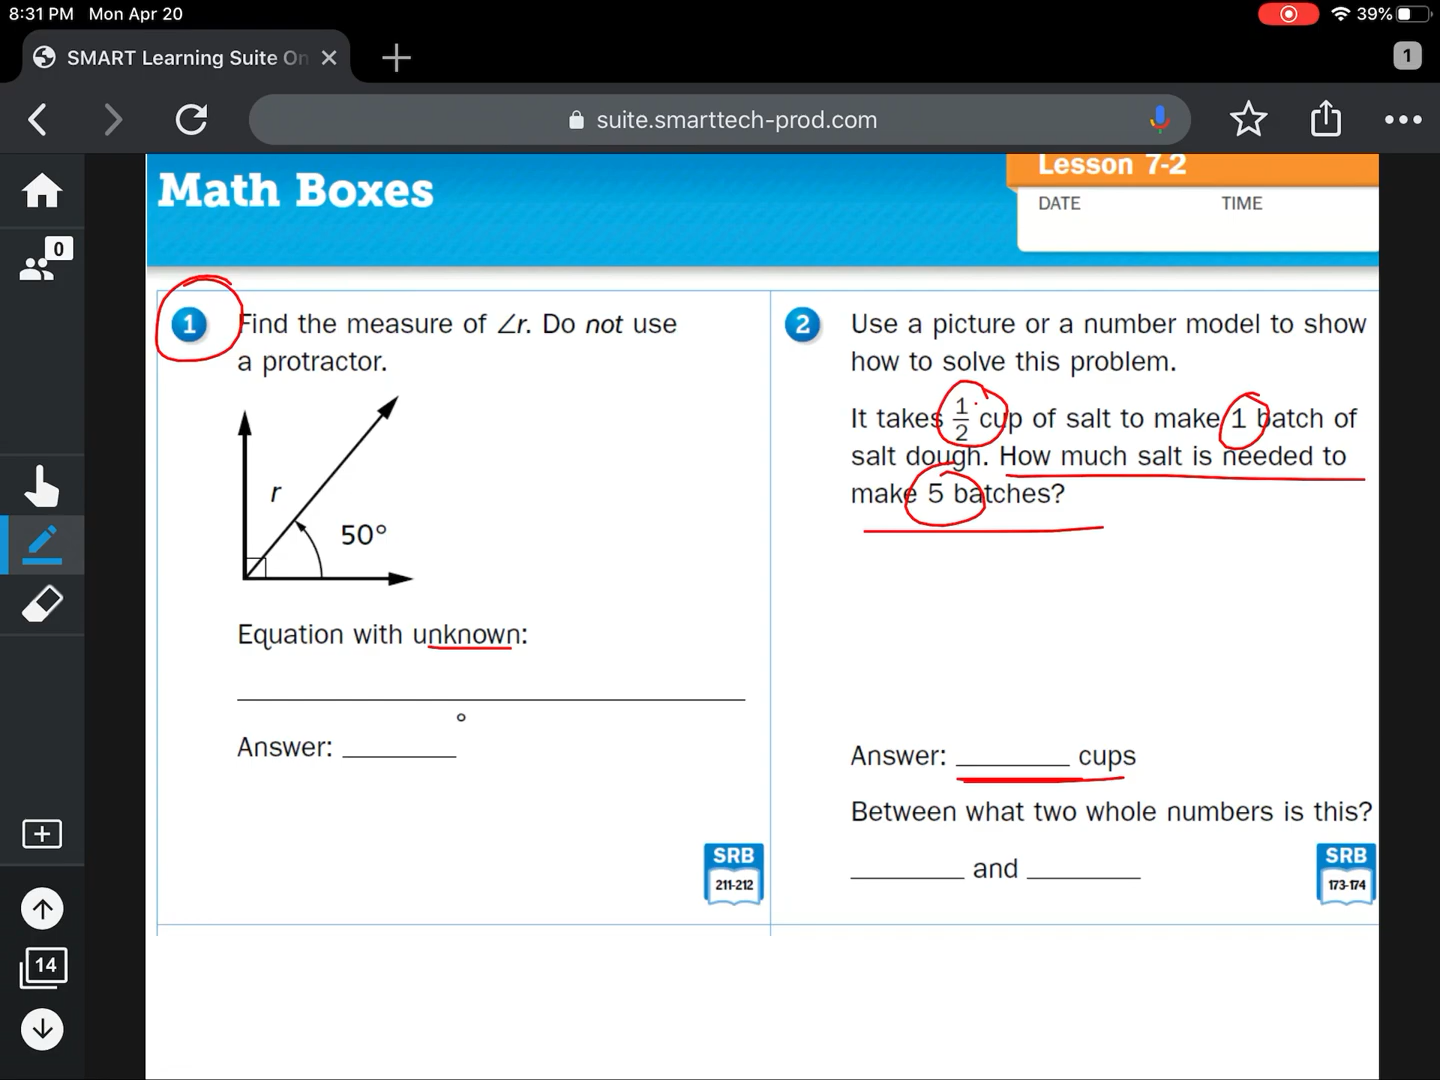 8:31 PM Mon Apr 20
39%
SMART Learning Suite On
1
suite.smarttech-prod.com
0
Math Boxes
Lesson 7-2
DATE TIME
1 Find the measure of ∠r. Do not use
a protractor.
r
50°
Equation with unknown:
°
Answer: ________
SRB
211-212
2 Use a picture or a number model to show
how to solve this problem.
It takes 1/2 cup of salt to make 1 batch of
salt dough. How much salt is needed to
make 5 batches?
Answer: ________ cups
Between what two whole numbers is this?
________ and ________
SRB
173-174
14